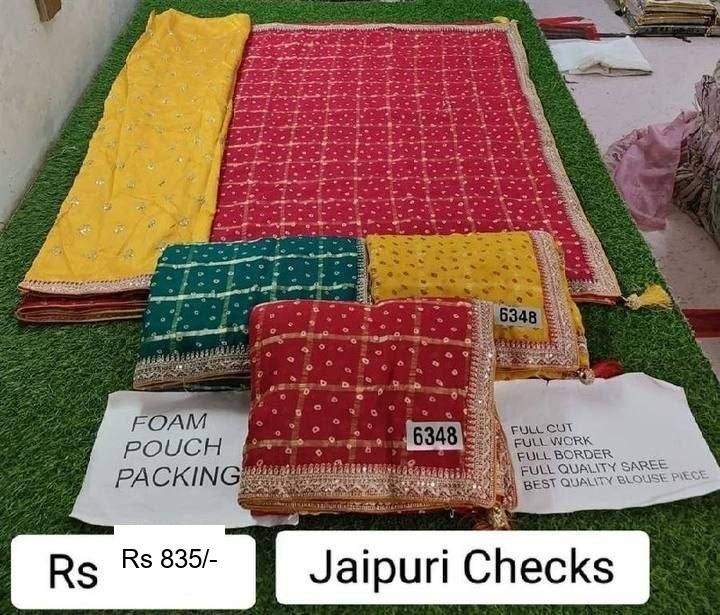 6348
6348
FOAM
POUCH
PACKING
FULL CUT
FULL WORK
FULL BORDER
FULL QUALITY SAREE
BEST QUALITY BLOUSE PIECE
Rs
Rs 835/-
Jaipuri Checks